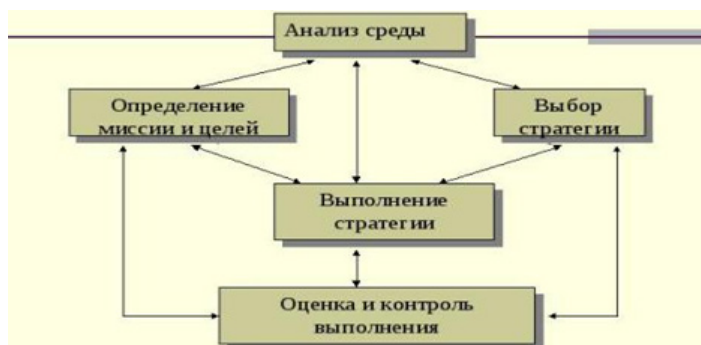 Анализ среды
Определение
миссии и целей
Выбор
стратегии
Выполнение
стратегии
Оценка и контроль
выполнения